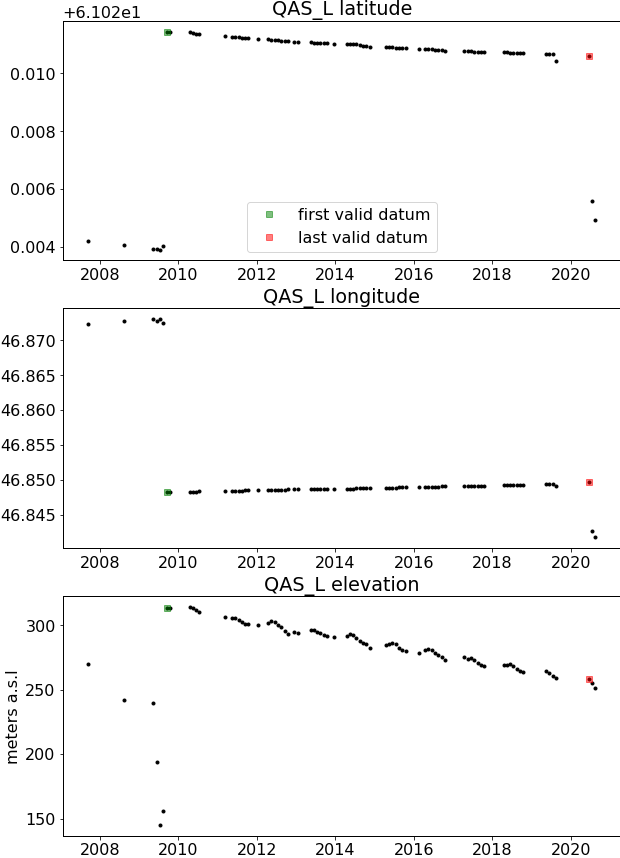 QAS_L latitude
+6.102e1
0.010
0.008
0.006
0.004
first valid datum
last valid datum
2008 2010 2012 2014 2016 2018 2020
QAS_L longitude
46.870
46.865
46.860
46.855
46.850
46.845
2008 2010 2012 2014 2016 2018 2020
QAS_L elevation
meters a.s.l
300
250
200
150
2008 2010 2012 2014 2016 2018 2020